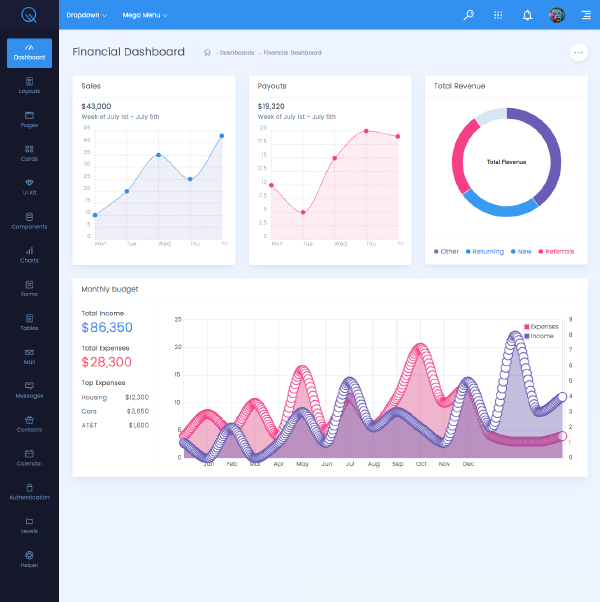 Dropdown
Mega Menu
Dashboard
Layouts
Pages
Cards
UI Kit
Components
Charts
Forms
Tables
Mail
Messages
Contacts
Calendar
Authentication
Levels
Helper
Financial Dashboard
- Dashboards - Financial Dashboard
Sales
$43,000
Week of July 1st - July 5th
45
40
35
30
25
20
15
10
5
0
Mon Tue Wed Thu Fri
Payouts
$19,320
Week of July 1st - July 5th
20
17.5
15
12.5
10
7.5
5
2.5
0
Mon Tue Wed Thu Fri
Total Revenue
Total Revenue
Other Returning New Referrals
Monthly budget
Total Income
$86,350
Total Expenses
$28,300
Top Expenses
Housing $12,300
Cars $3,650
AT&T $1,800
25
20
15
10
5
0
Expenses
Income
9
8
7
6
5
4
3
2
1
0
Jan Feb Mar Apr May Jun Jul Aug Sep Oct Nov Dec